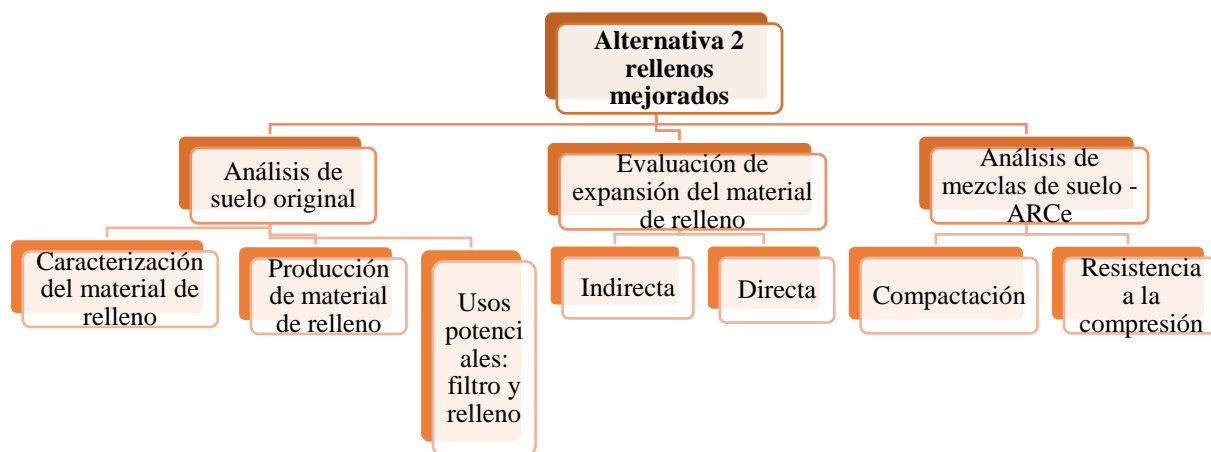 Alternativa 2
rellenos
mejorados
Análisis de
suelo original
Evaluación de
expansión del material
de relleno
Análisis de
mezclas de suelo -
ARCe
Caracterización
del material de
relleno
Producción
de material
de relleno
Usos
potenci
ales:
filtro y
relleno
Indirecta
Directa
Compactación
Resistencia
a la
compresión